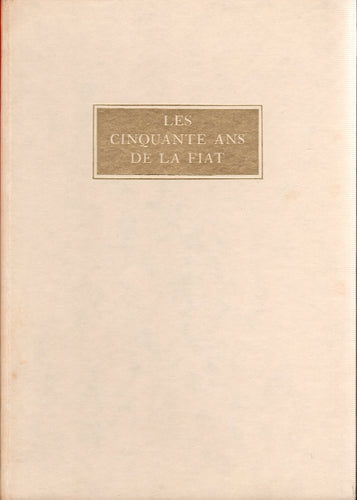 LES
CINQUANTE ANS
DE LA FIAT